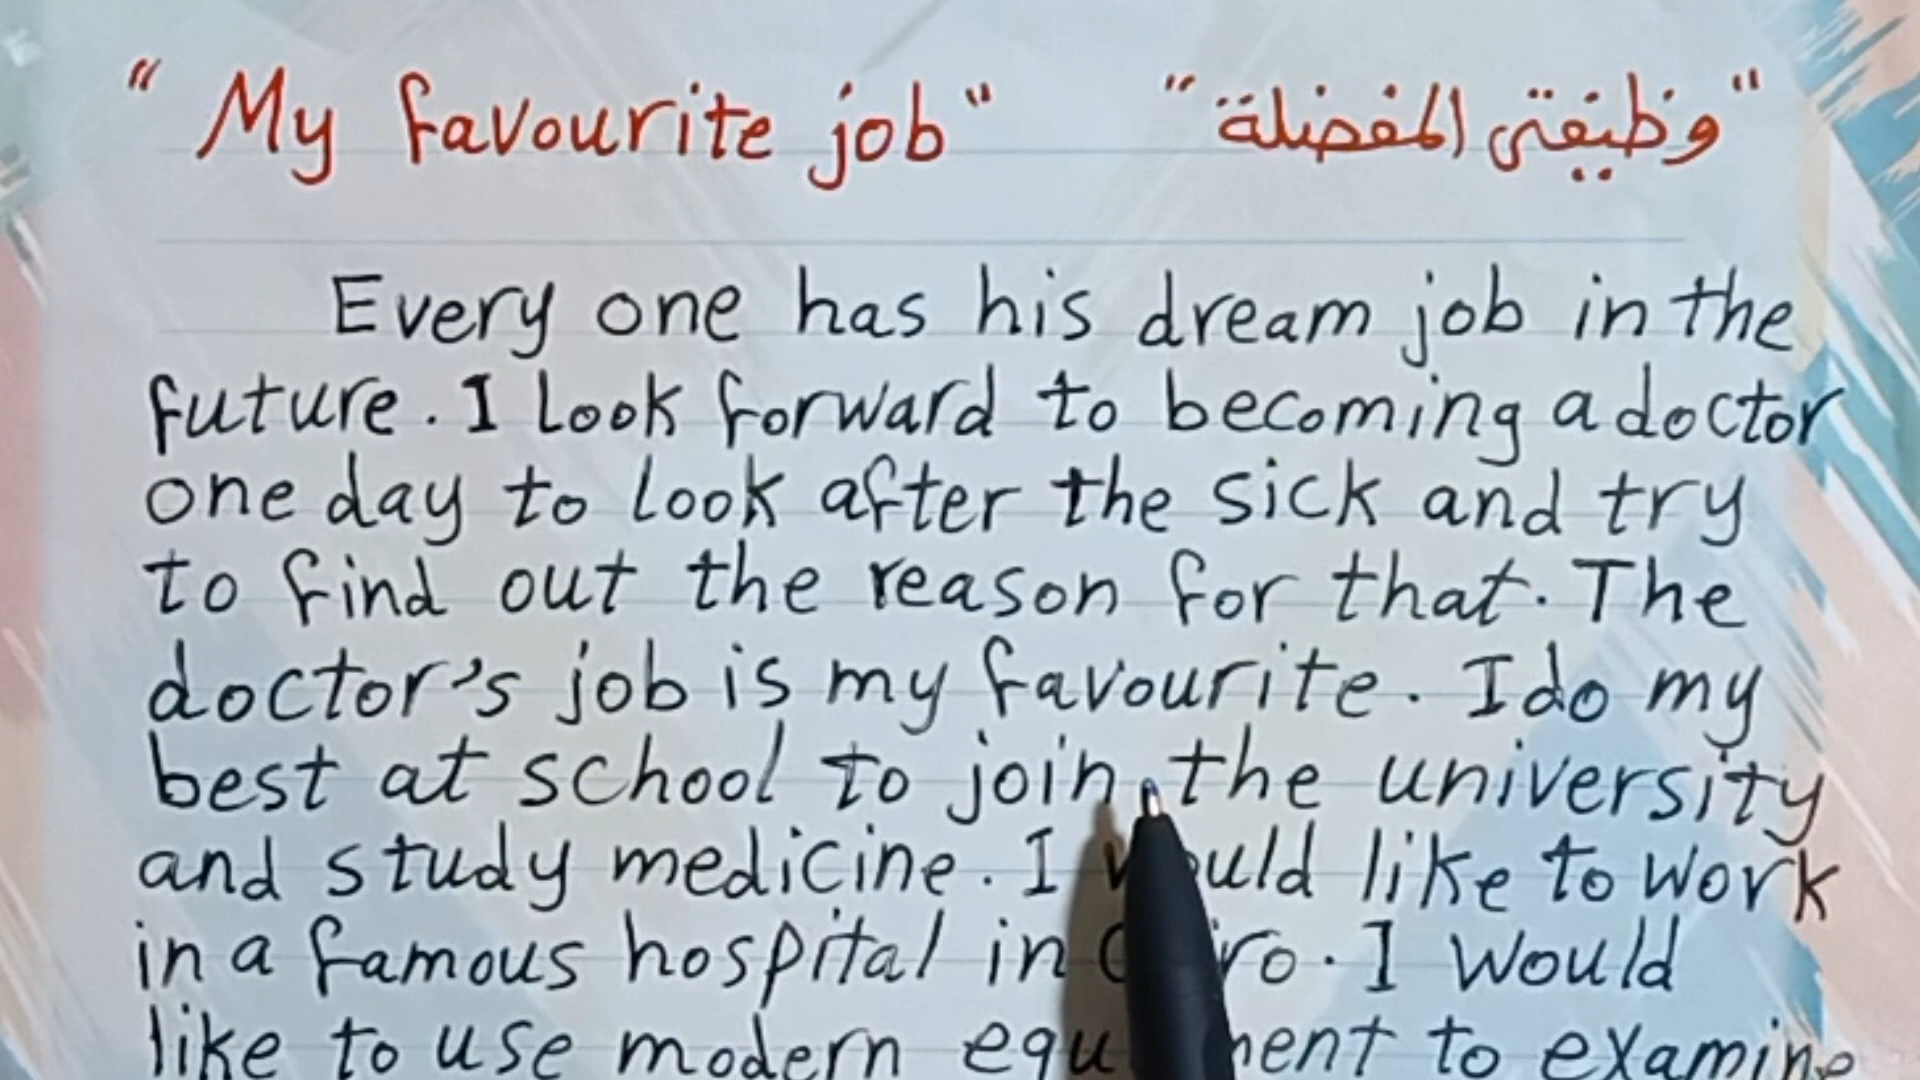 "My favourite job" "وظيفتي المفضلة"
Every one has his dream job in the
future. I look forward to becoming a doctor
one day to look after the sick and try
to find out the reason for that. The
doctor's job is my favourite. I do my
best at school to join the university
and study medicine. I would like to work
in a famous hospital in Cairo. I would
like to use modern equipment to examine